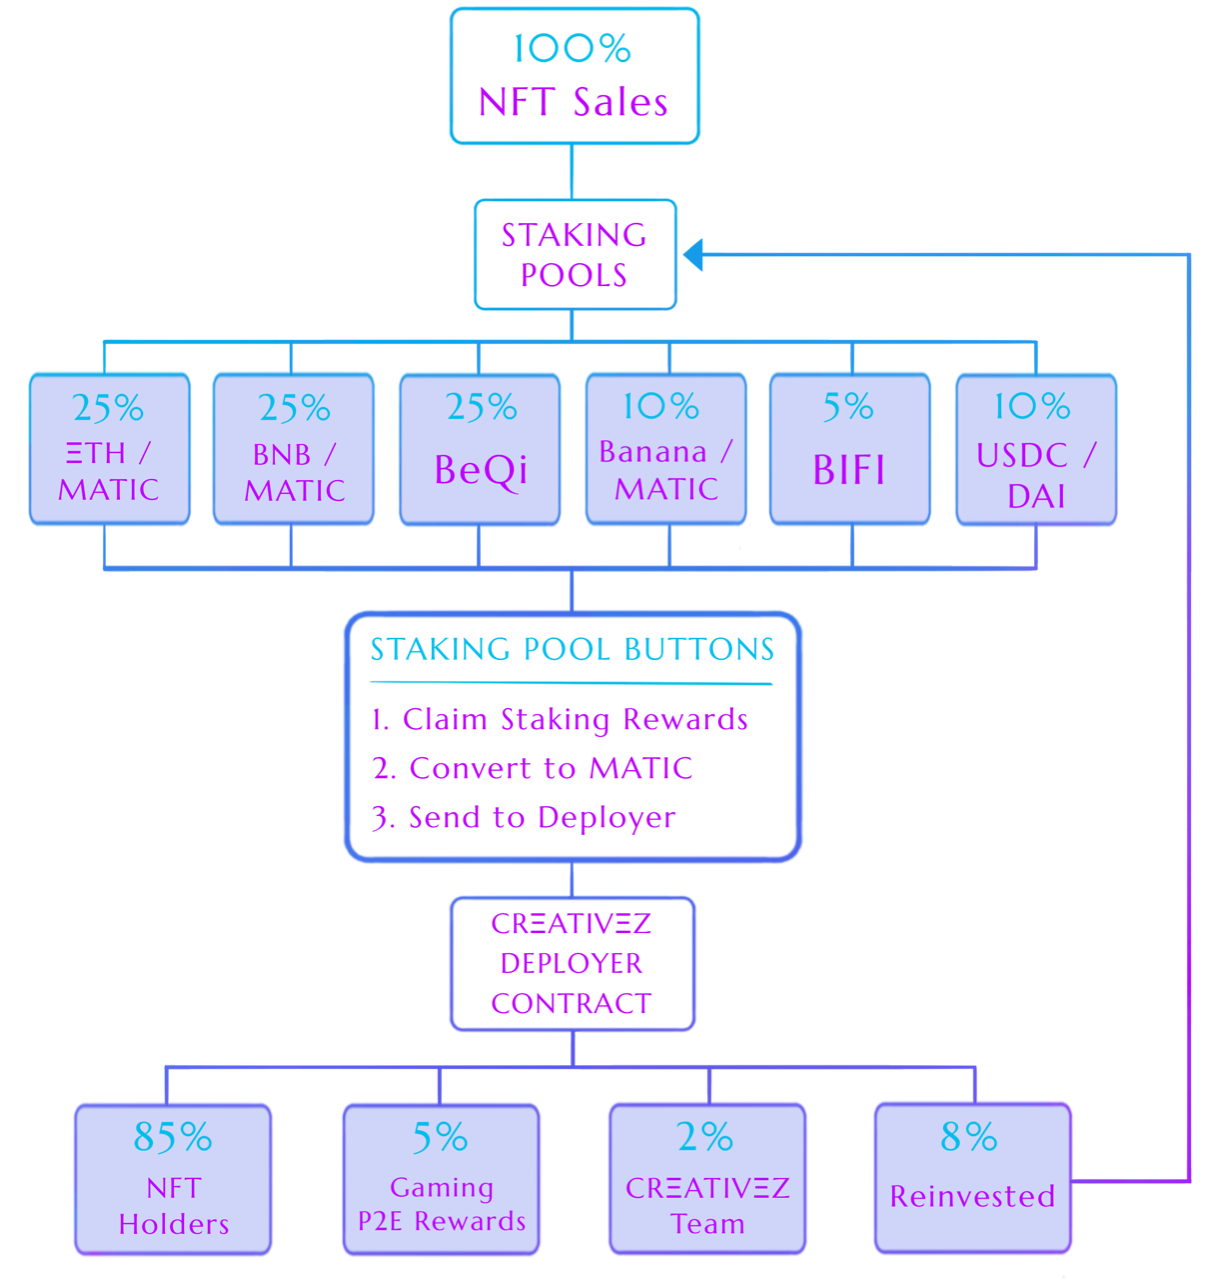 100%
NFT Sales
STAKING
POOLS
25%
ΞTH /
MATIC
25%
BNB /
MATIC
25%
BeQi
10%
Banana /
MATIC
5%
BIFI
10%
USDC /
DAI
STAKING POOL BUTTONS
1. Claim Staking Rewards
2. Convert to MATIC
3. Send to Deployer
CRΞATIVΞZ
DEPLOYER
CONTRACT
85%
NFT
Holders
5%
Gaming
P2E Rewards
2%
CRΞATIVΞZ
Team
8%
Reinvested